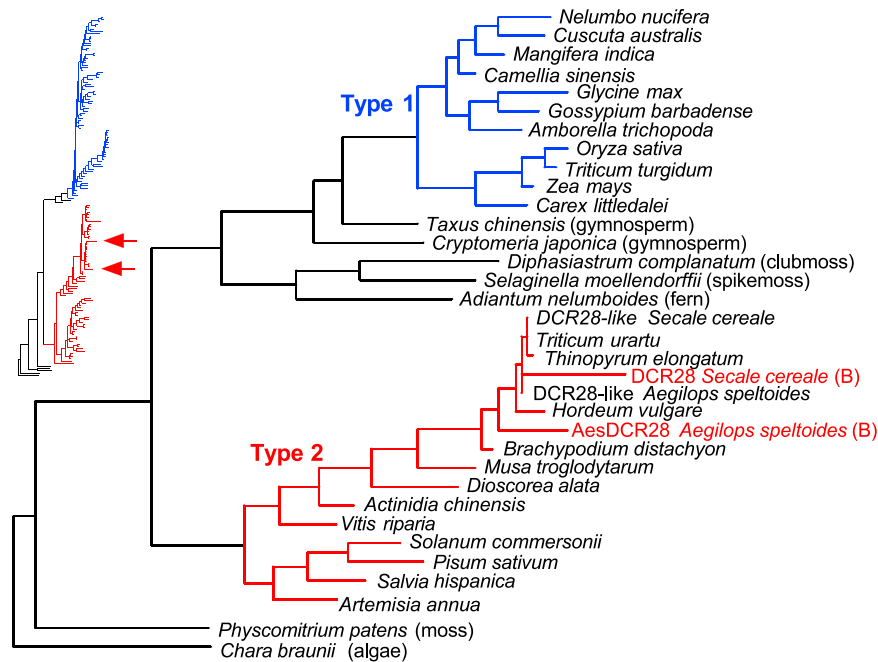 Nelumbo nucifera
Cuscuta australis
Mangifera indica
Camellia sinensis
Type 1
Glycine max
Gossypium barbadense
Amborella trichopoda
Oryza sativa
Triticum turgidum
Zea mays
Carex littledalei
Taxus chinensis (gymnosperm)
Cryptomeria japonica (gymnosperm)
Diphasiastrum complanatum (clubmoss)
Selaginella moellendorffii (spikemoss)
Adiantum nelumboides (fern)
DCR28-like Secale cereale
Triticum urartu
Thinopyrum elongatum
DCR28 Secale cereale (B)
DCR28-like Aegilops speltoides
Hordeum vulgare
AesDCR28 Aegilops speltoides (B)
Brachypodium distachyon
Type 2
Musa troglodytarum
Dioscorea alata
Actinidia chinensis
Vitis riparia
Solanum commersonii
Pisum sativum
Salvia hispanica
Artemisia annua
Physcomitrium patens (moss)
Chara braunii (algae)